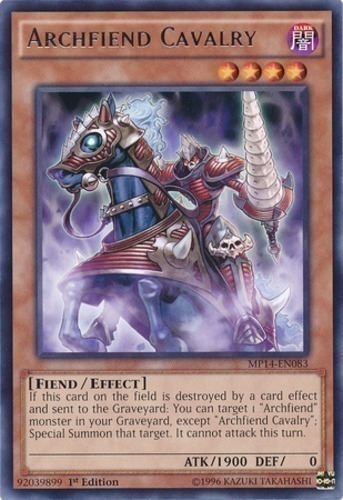 ARCHFIEND CAVALRY
DARK
闇
MP14-EN083
[FIEND / EFFECT]
If this card on the field is destroyed by a card effect
and sent to the Graveyard: You can target 1 "Archfiend"
monster in your Graveyard, except "Archfiend Cavalry";
Special Summon that target. It cannot attack this turn.
ATK/1900 DEF/ 0
92039899 1st Edition ©1996 KAZUKI TAKAHASHI